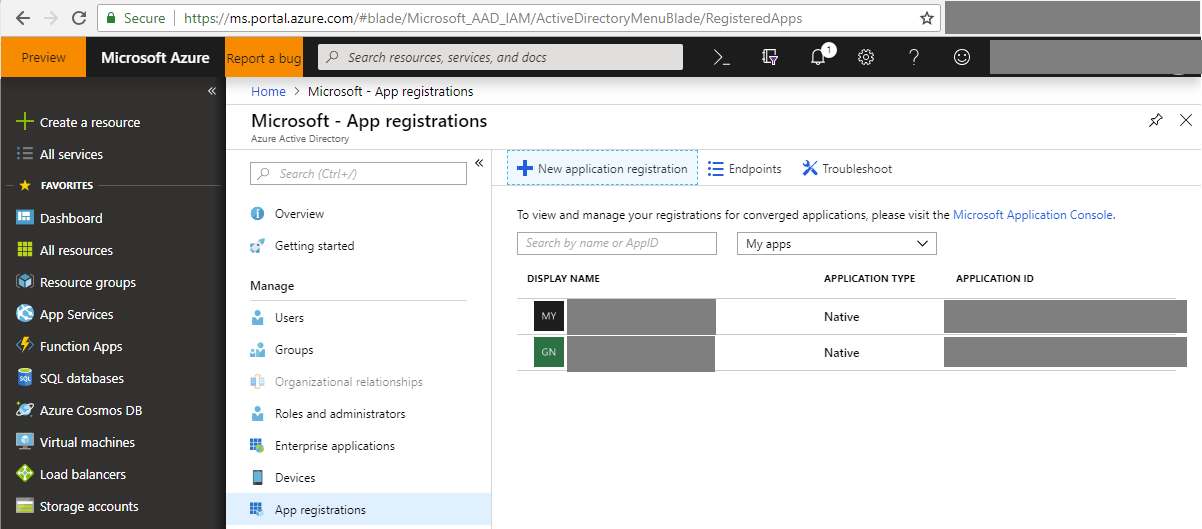 Secure https://ms.portal.azure.com/#blade/Microsoft_AAD_IAM/ActiveDirectoryMenuBlade/RegisteredApps
Preview Microsoft Azure Report a bug Search resources, services, and docs 1
Home > Microsoft - App registrations
Create a resource
All services
FAVORITES
Dashboard
All resources
Resource groups
App Services
Function Apps
SQL databases
Azure Cosmos DB
Virtual machines
Load balancers
Storage accounts
Microsoft - App registrations
Azure Active Directory
Search (Ctrl+/)
Overview
Getting started
Manage
Users
Groups
Organizational relationships
Roles and administrators
Enterprise applications
Devices
App registrations
New application registration Endpoints Troubleshoot
To view and manage your registrations for converged applications, please visit the Microsoft Application Console.
Search by name or AppID My apps
DISPLAY NAME APPLICATION TYPE APPLICATION ID
MY Native
GN Native